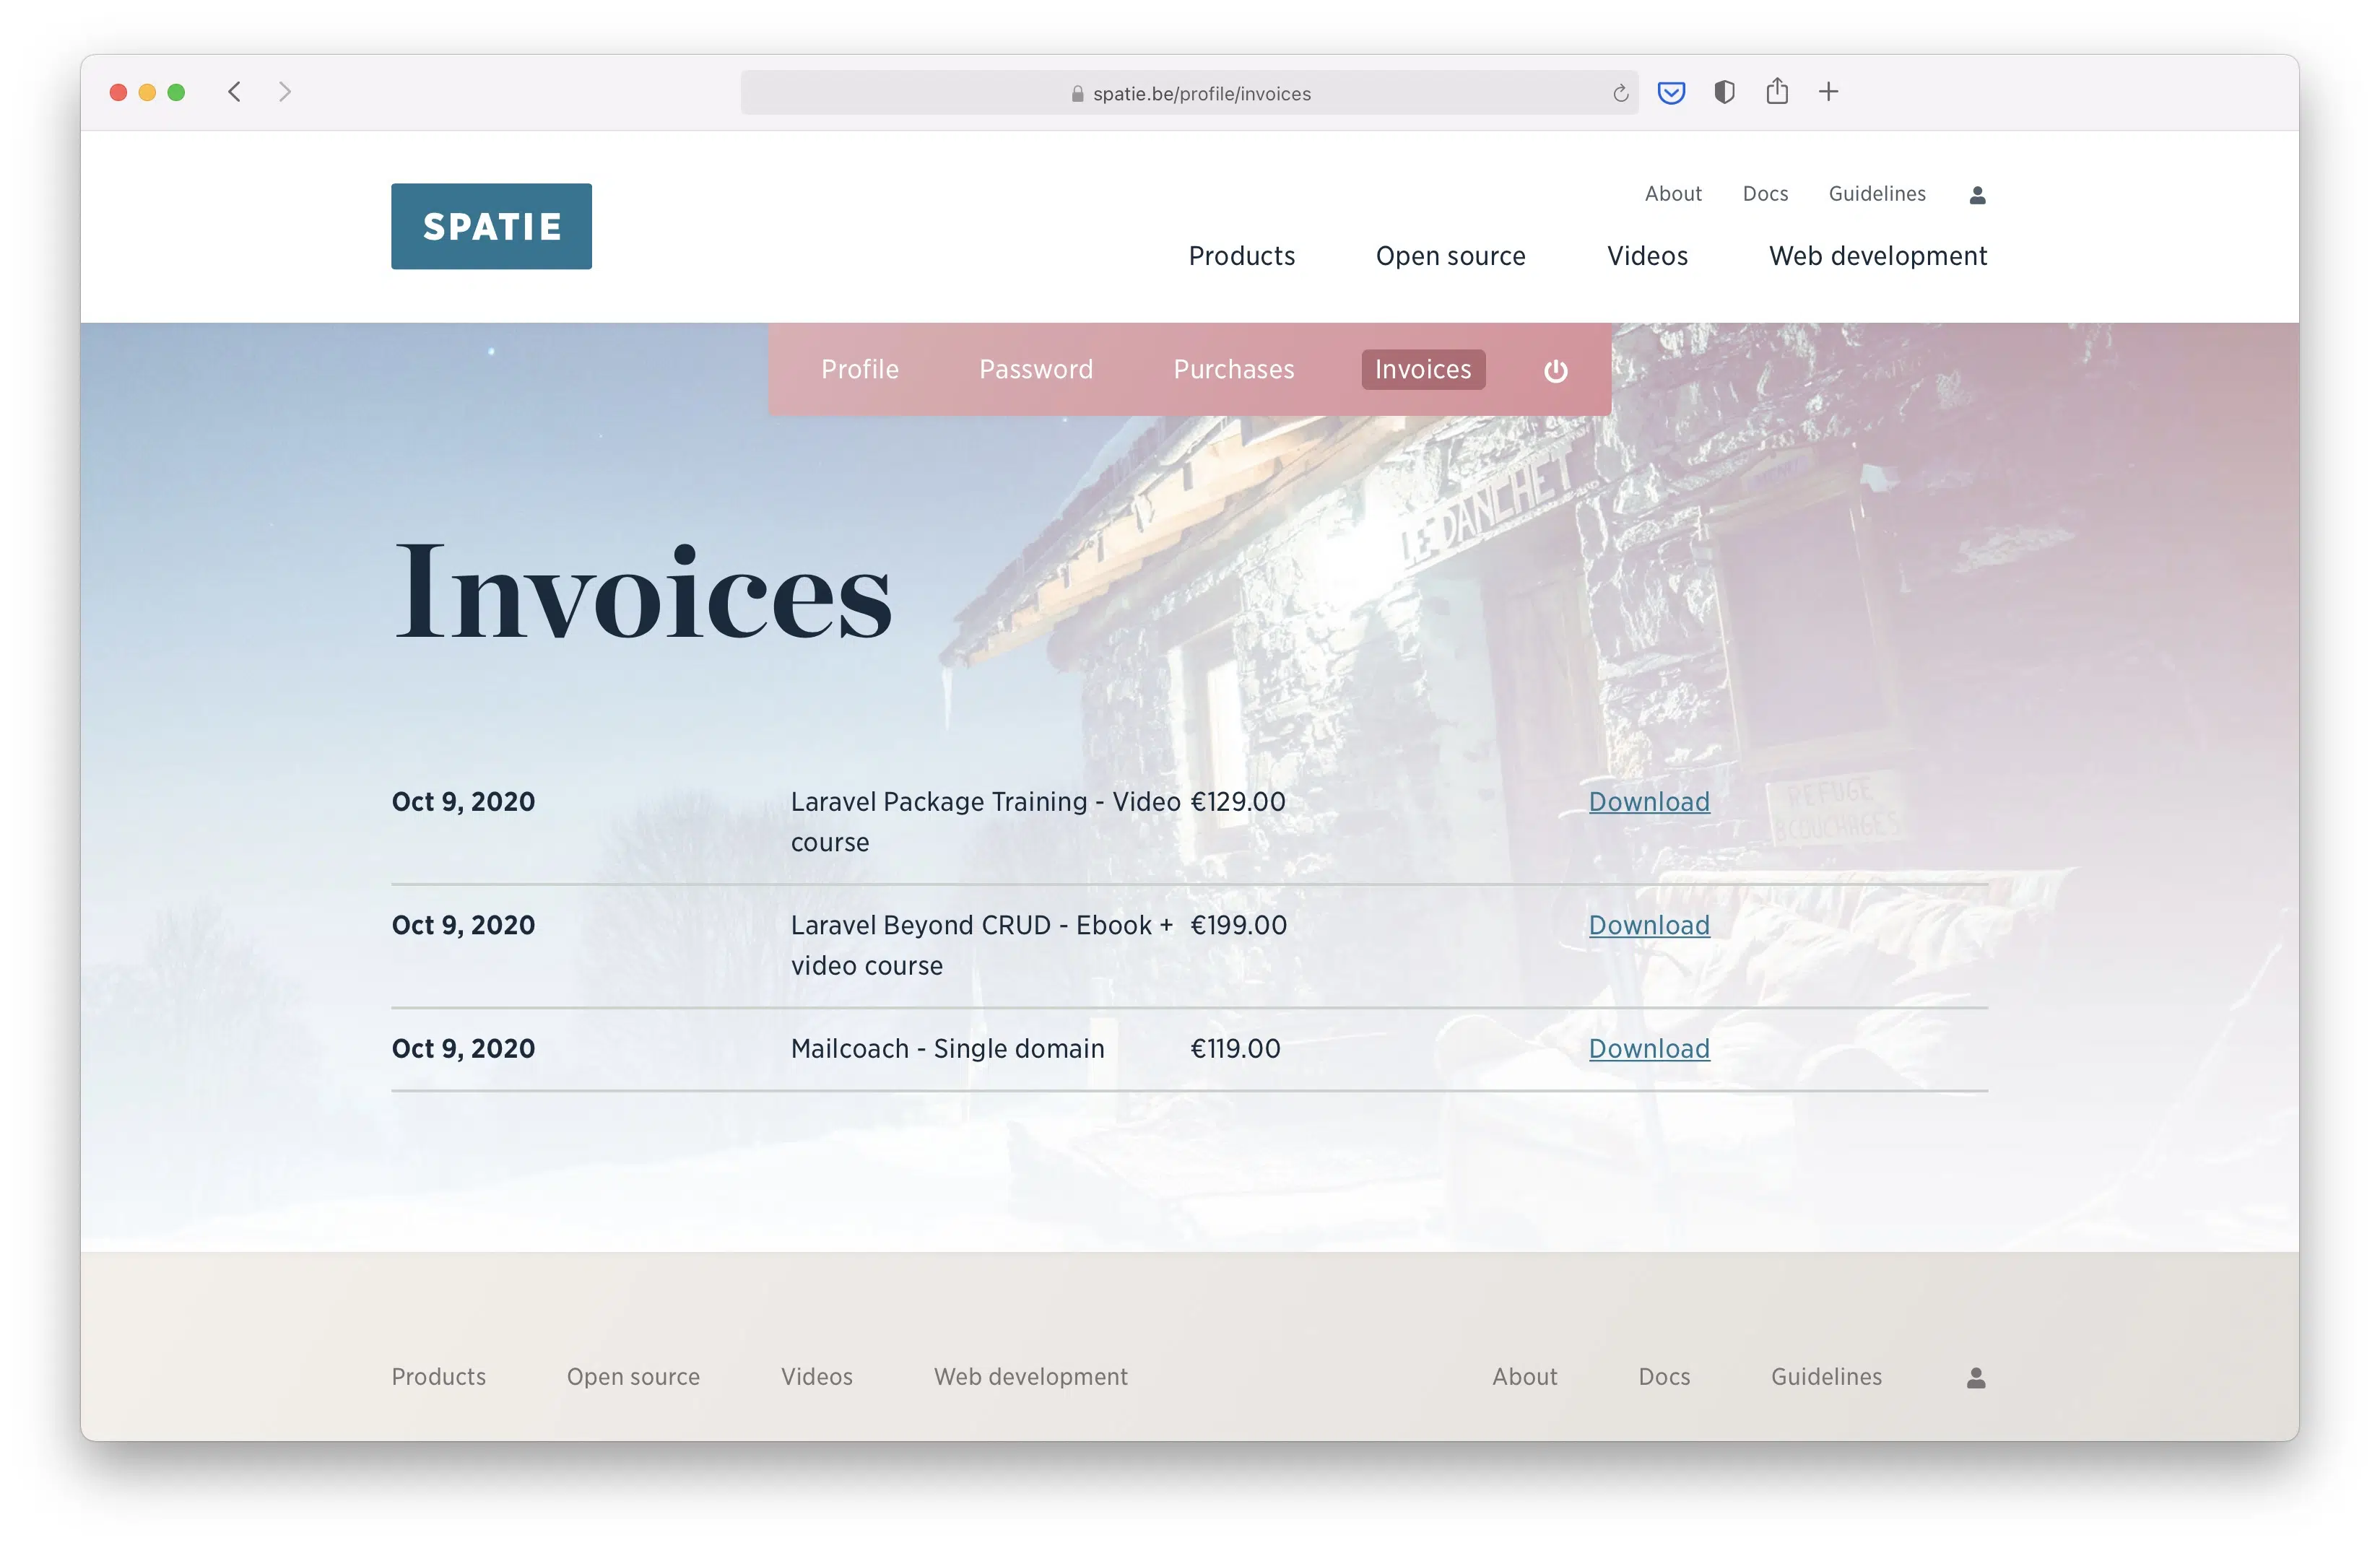 spatie.be/profile/invoices
SPATIE
About Docs Guidelines
Products Open source Videos Web development
Profile Password Purchases Invoices
LE DANCHET
Invoices
Oct 9, 2020 Laravel Package Training - Video €129.00 Download
course
REFUGE
8 COUCHAGES
Oct 9, 2020 Laravel Beyond CRUD - Ebook + €199.00 Download
video course
Oct 9, 2020 Mailcoach - Single domain €119.00 Download
Products Open source Videos Web development About Docs Guidelines